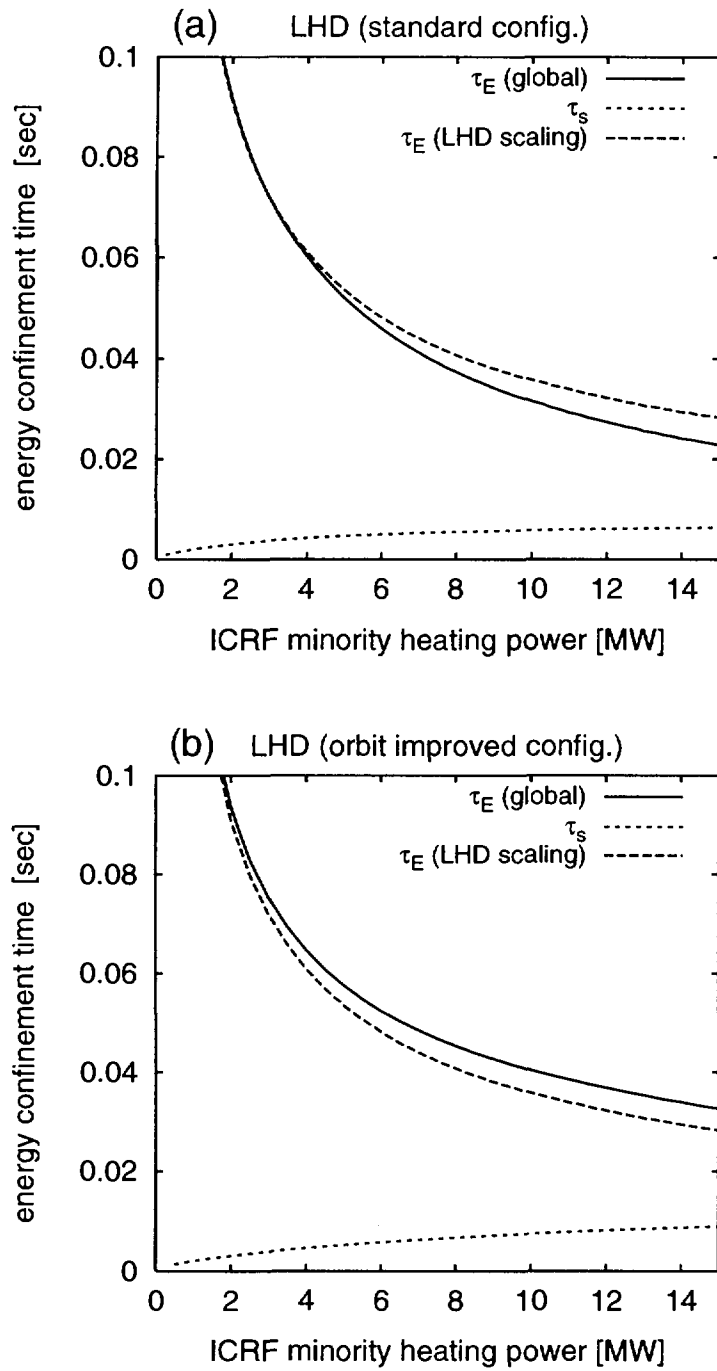 (a) LHD (standard config.)
τE (global)
τs
τE (LHD scaling)
energy confinement time [sec]
0.1
0.08
0.06
0.04
0.02
0
0 2 4 6 8 10 12 14
ICRF minority heating power [MW]
(b) LHD (orbit improved config.)
τE (global)
τs
τE (LHD scaling)
energy confinement time [sec]
0.1
0.08
0.06
0.04
0.02
0
0 2 4 6 8 10 12 14
ICRF minority heating power [MW]